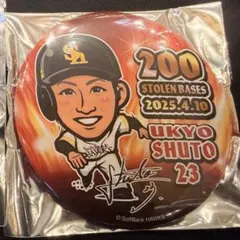 200
STOLEN BASES
2025.4.10
UKYO
SHUTO
23
© SoftBank HAWKS